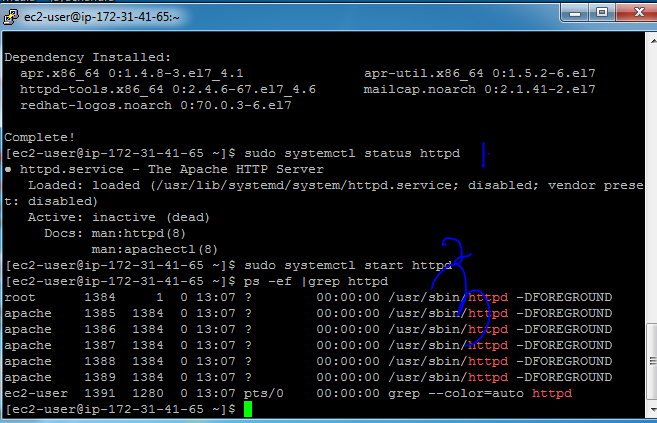 ec2-user@ip-172-31-41-65:~
Dependency Installed:
apr.x86_64 0:1.4.8-3.el7_4.1 apr-util.x86_64 0:1.5.2-6.el7
httpd-tools.x86_64 0:2.4.6-67.el7_4.6 mailcap.noarch 0:2.1.41-2.el7
redhat-logos.noarch 0:70.0.3-6.el7
Complete!
[ec2-user@ip-172-31-41-65 ~]$ sudo systemctl status httpd 1
● httpd.service - The Apache HTTP Server
Loaded: loaded (/usr/lib/systemd/system/httpd.service; disabled; vendor prese
t: disabled)
Active: inactive (dead)
Docs: man:httpd(8)
man:apachectl(8)
[ec2-user@ip-172-31-41-65 ~]$ sudo systemctl start httpd 2
[ec2-user@ip-172-31-41-65 ~]$ ps -ef |grep httpd
root 1384 1 0 13:07 ? 00:00:00 /usr/sbin/httpd -DFOREGROUND
apache 1385 1384 0 13:07 ? 00:00:00 /usr/sbin/httpd -DFOREGROUND
apache 1386 1384 0 13:07 ? 00:00:00 /usr/sbin/httpd -DFOREGROUND
apache 1387 1384 0 13:07 ? 00:00:00 /usr/sbin/httpd -DFOREGROUND
apache 1388 1384 0 13:07 ? 00:00:00 /usr/sbin/httpd -DFOREGROUND
apache 1389 1384 0 13:07 ? 00:00:00 /usr/sbin/httpd -DFOREGROUND
ec2-user 1391 1280 0 13:07 pts/0 00:00:00 grep --color=auto httpd
[ec2-user@ip-172-31-41-65 ~]$